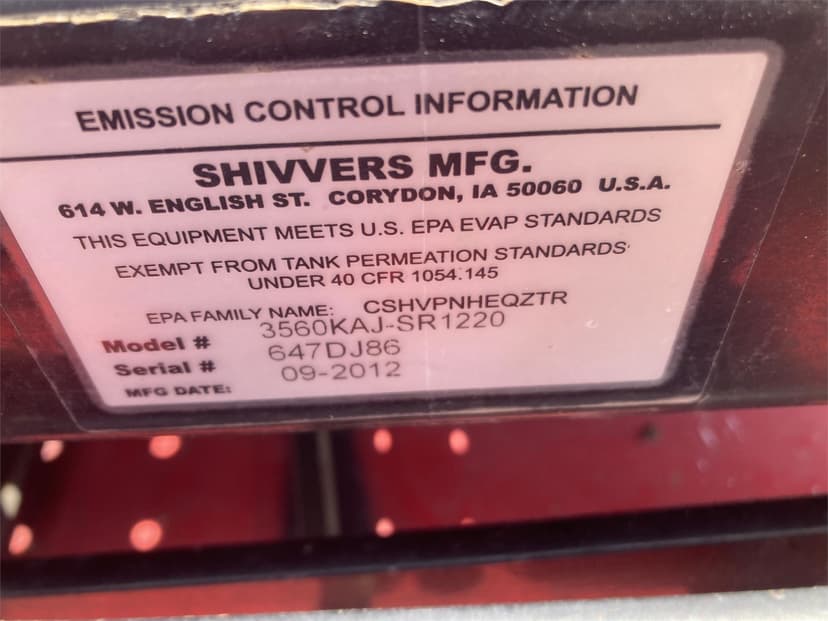 EMISSION CONTROL INFORMATION
SHIVVERS MFG.
614 W. ENGLISH ST. CORYDON, IA 50060 U.S.A.
THIS EQUIPMENT MEETS U.S. EPA EVAP STANDARDS
EXEMPT FROM TANK PERMEATION STANDARDS
UNDER 40 CFR 1054.145
EPA FAMILY NAME: CSHVPNHEQZTR
Model # 3560KAJ-SR1220
Serial # 647DJ86
MFG DATE: 09-2012